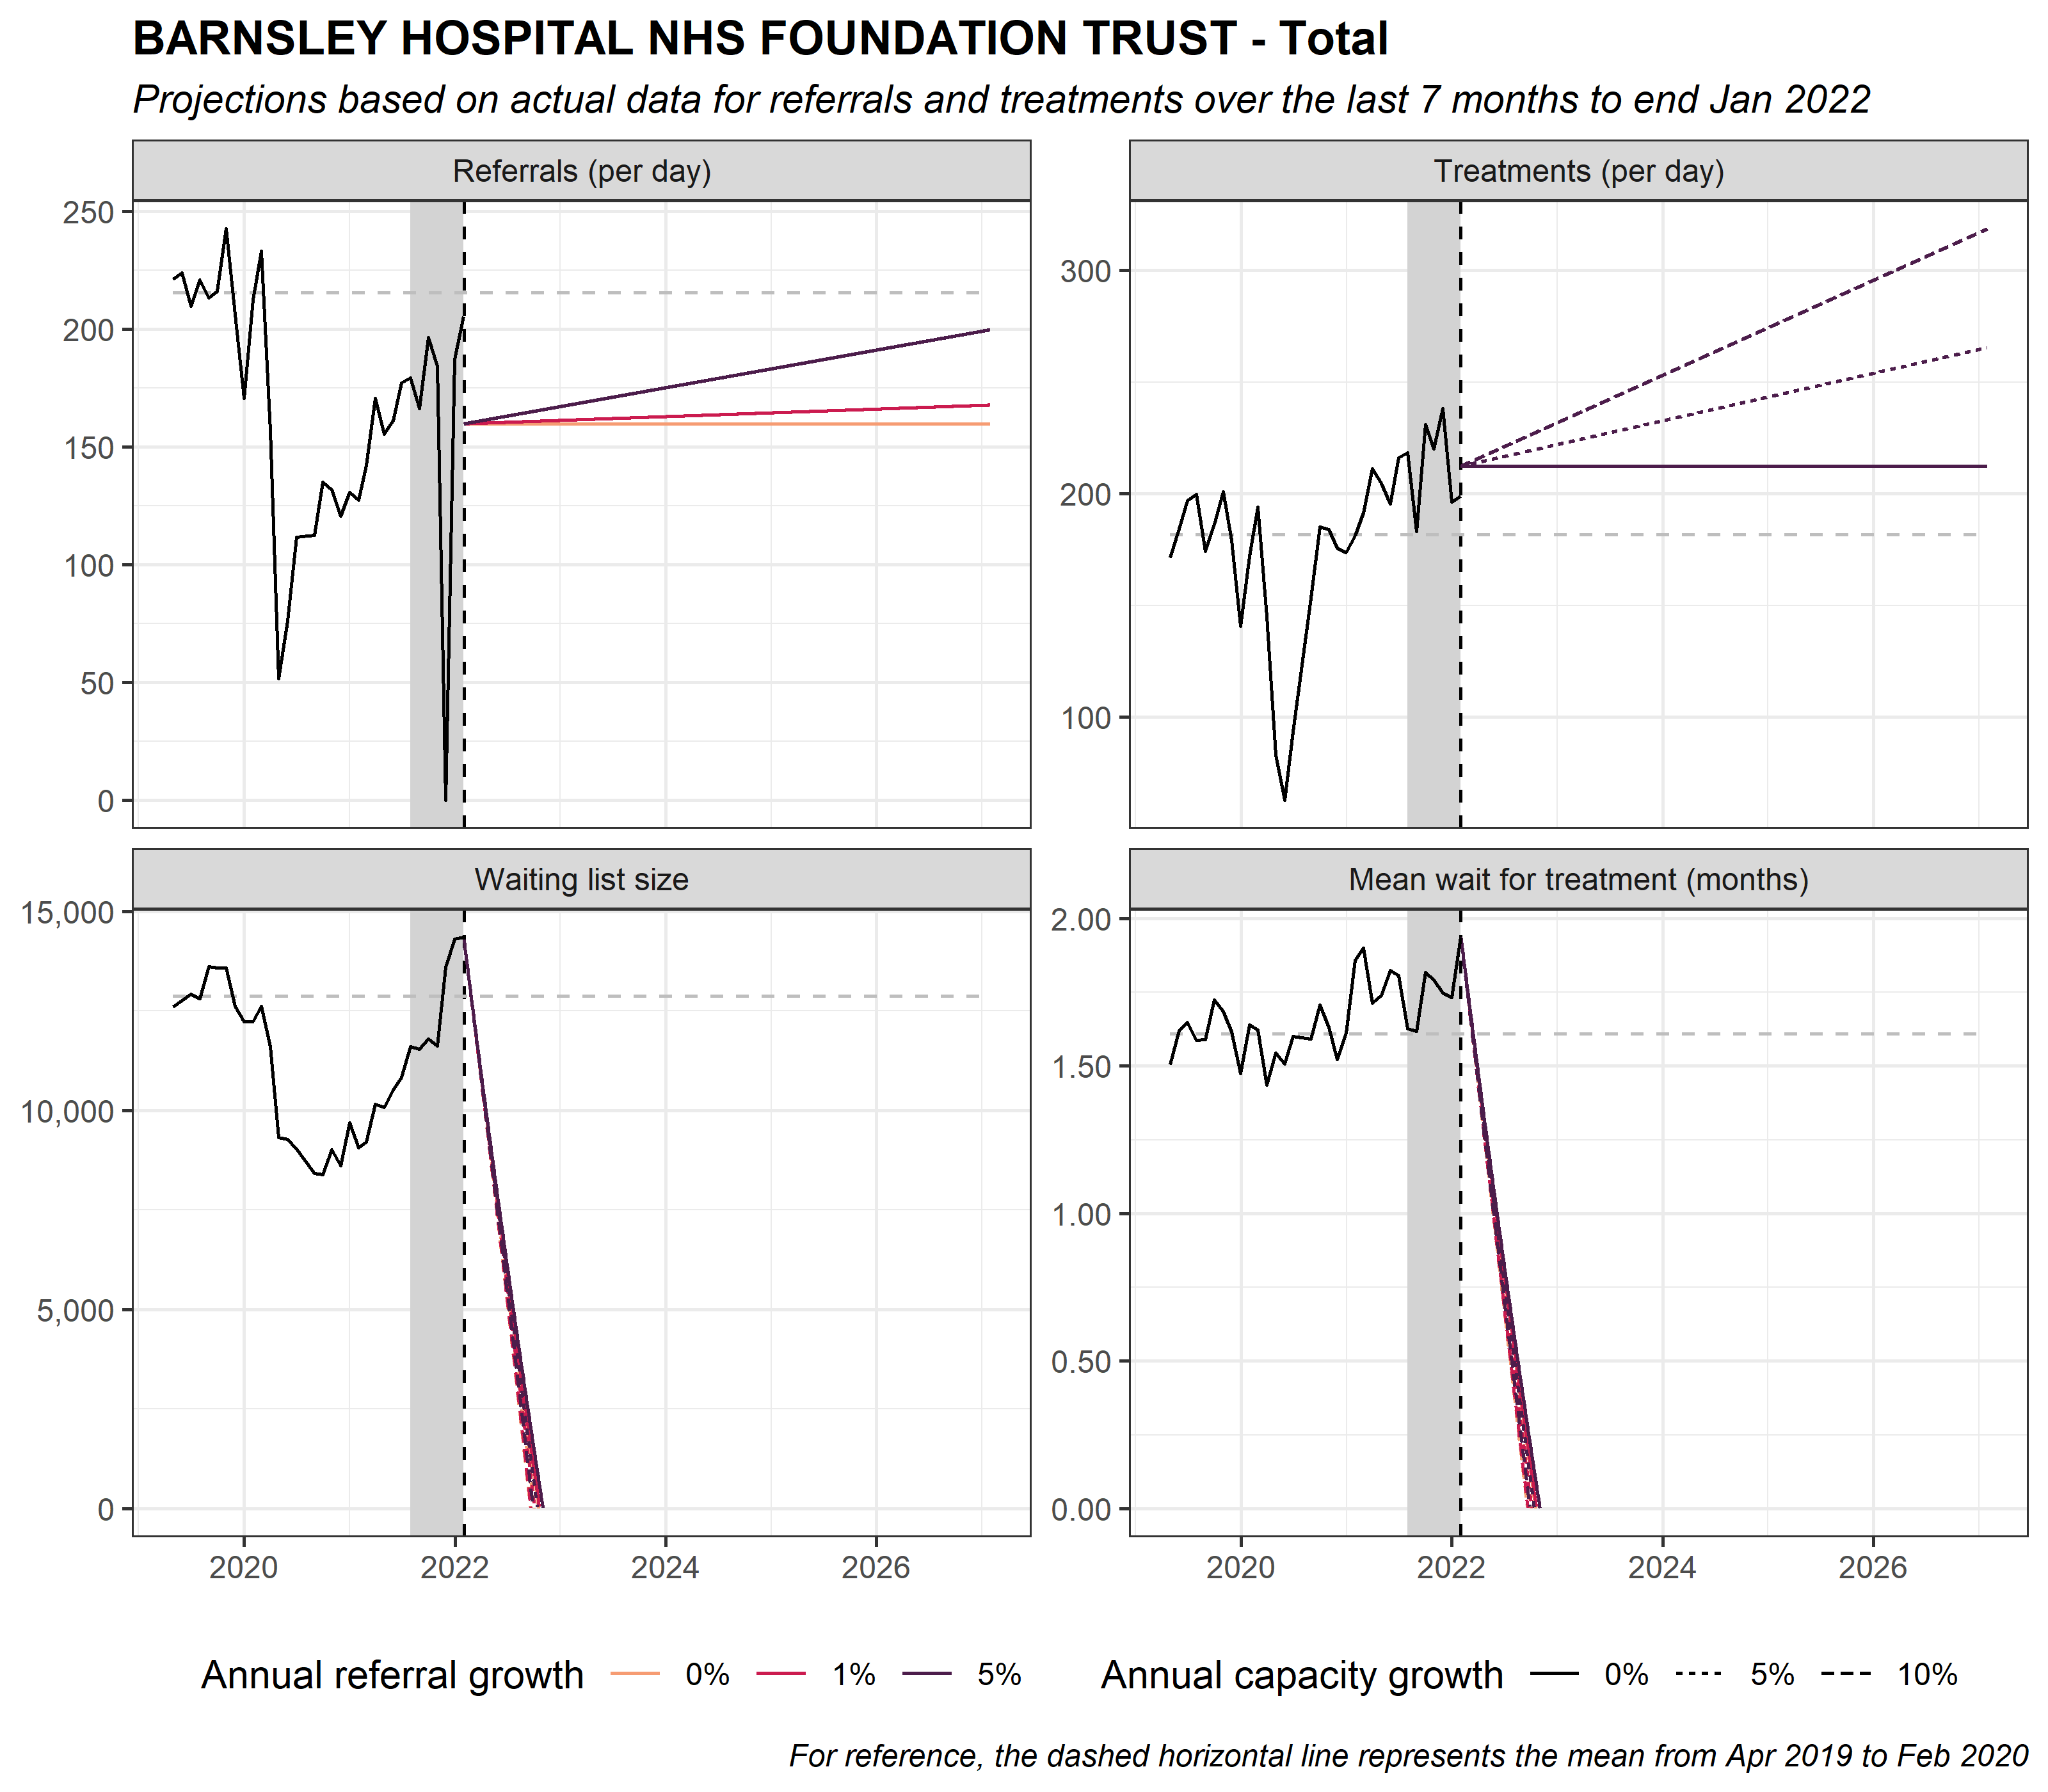 BARNSLEY HOSPITAL NHS FOUNDATION TRUST - Total
Projections based on actual data for referrals and treatments over the last 7 months to end Jan 2022
Referrals (per day)
250
200
150
100
50
0
Treatments (per day)
300
200
100
Waiting list size
15,000
10,000
5,000
0
2020 2022 2024 2026
Mean wait for treatment (months)
2.00
1.50
1.00
0.50
0.00
2020 2022 2024 2026
Annual referral growth 0% 1% 5%
Annual capacity growth 0% 5% 10%
For reference, the dashed horizontal line represents the mean from Apr 2019 to Feb 2020